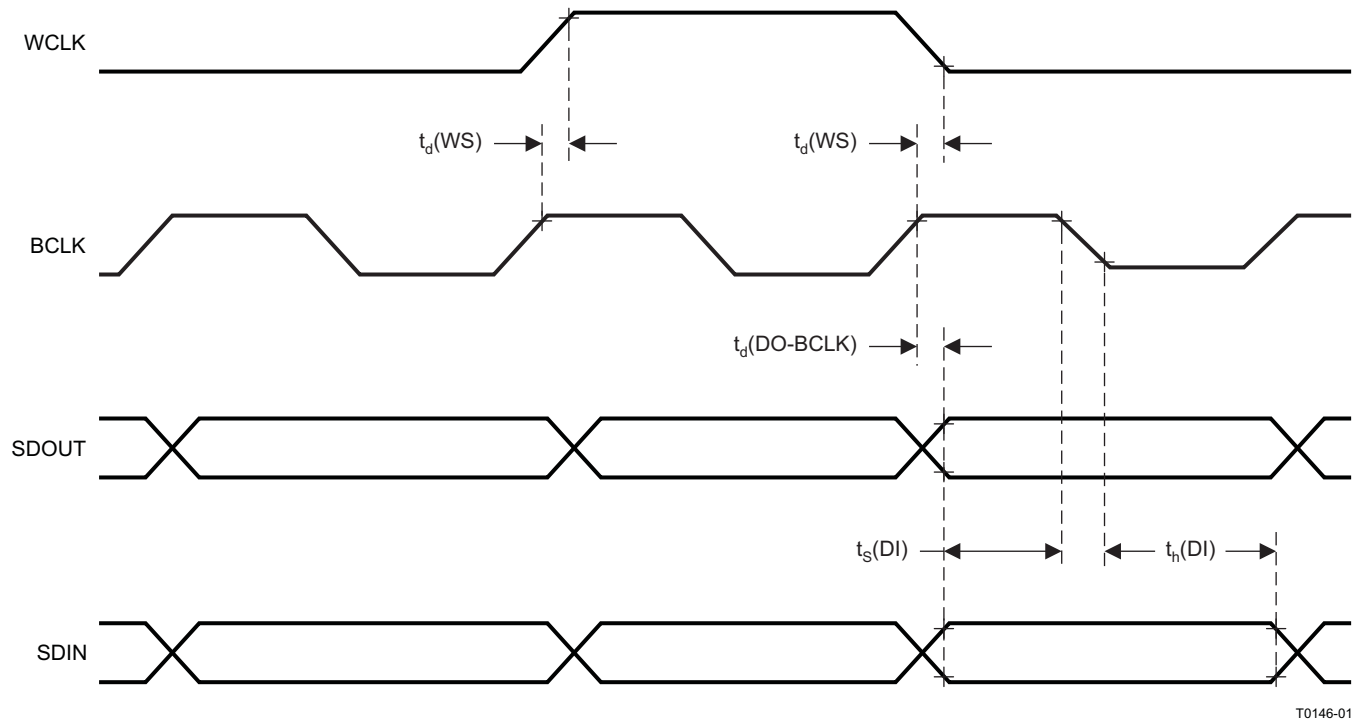 WCLK
td(WS) td(WS)
BCLK
td(DO-BCLK)
SDOUT
tS(DI) th(DI)
SDIN
T0146-01